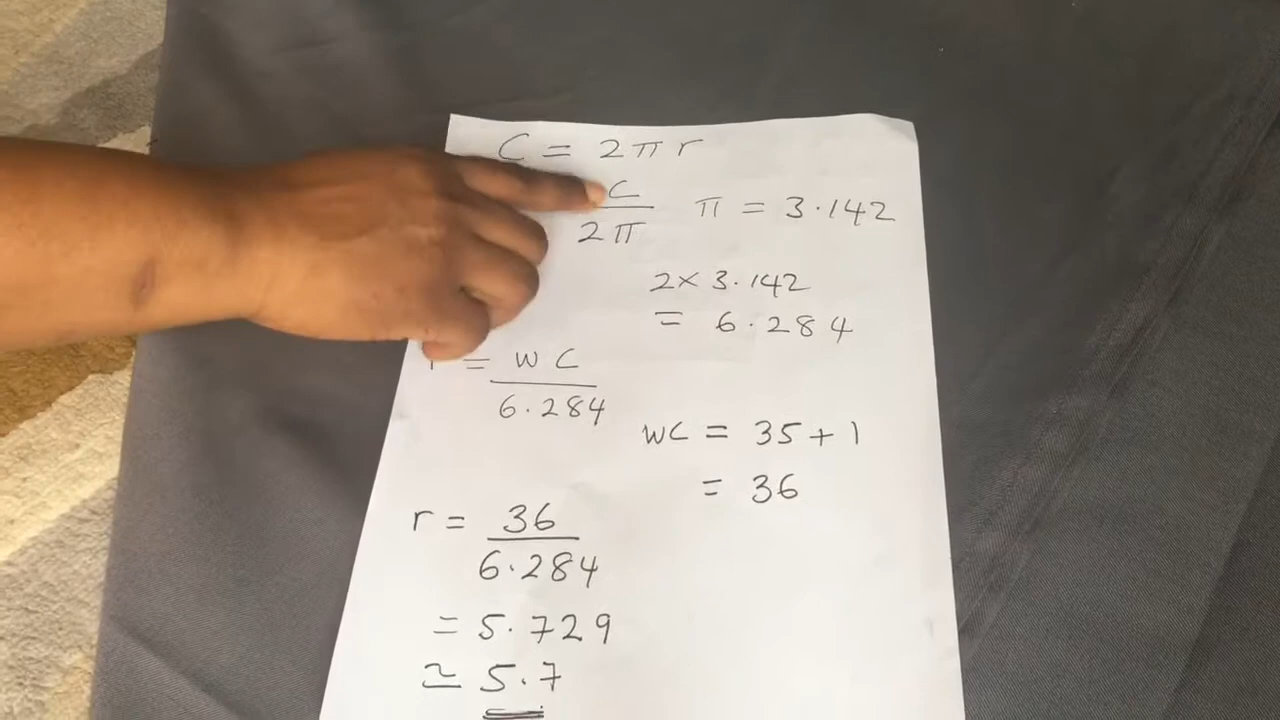 C = 2πr
C
2π
π = 3.142
2 × 3.142
= 6.284
= WC
6.284
WC = 35 + 1
= 36
r = 36
6.284
= 5.729
≃ 5.7